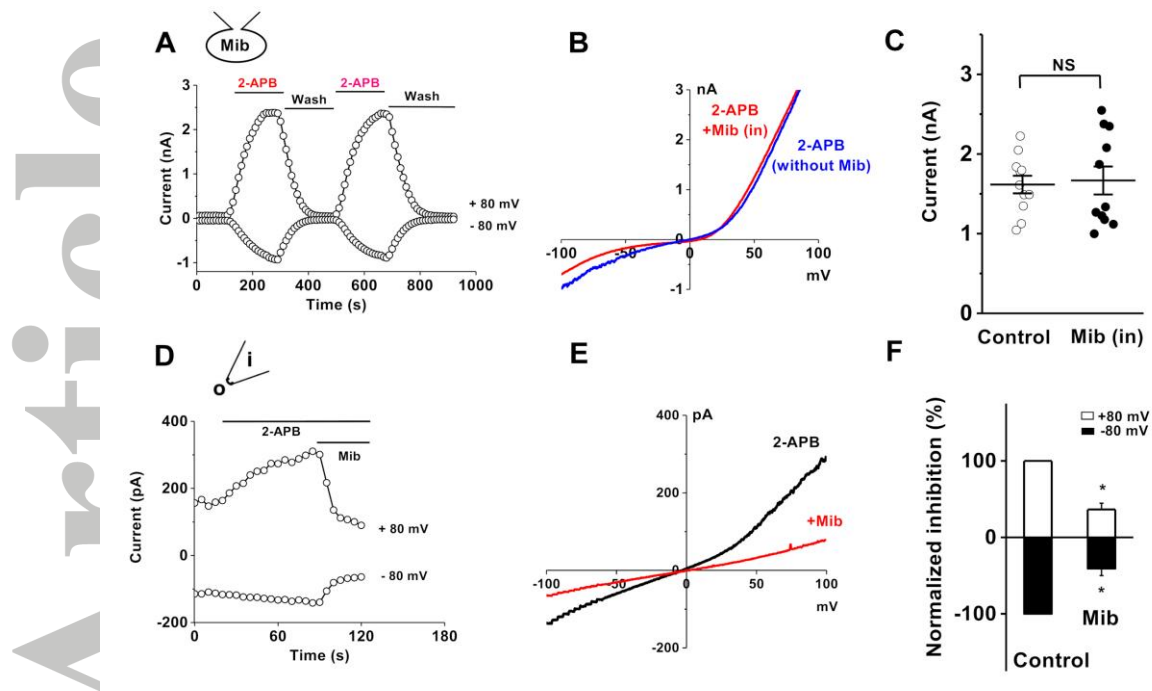 Article
A
Mib
2-APB
2-APB
Wash
Wash
3
2
1
0
-1
Current (nA)
+ 80 mV
- 80 mV
0
200
400
600
800
1000
Time (s)
B
nA
3
2
1
0
-1
2-APB
+Mib (in)
2-APB
(without Mib)
-100
-50
0
50
100
mV
C
NS
3
2
1
0
Current (nA)
Control
Mib (in)
D
i
o
400
200
0
-200
Current (pA)
2-APB
Mib
+ 80 mV
- 80 mV
0
60
120
180
Time (s)
E
pA
400
200
0
-200
2-APB
+Mib
-100
-50
0
50
100
mV
F
+80 mV
-80 mV
Normalized inhibition (%)
100
0
-100
*
*
Mib
Control